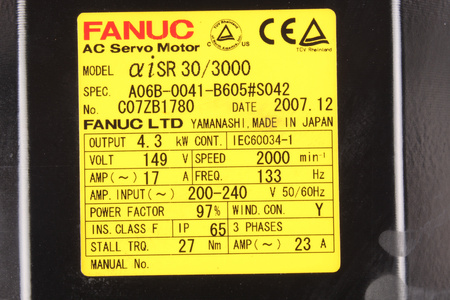 FANUC
AC Servo Motor
C US
TÜV Rheinland
MODEL αiSR 30/3000
SPEC. A06B-0041-B605#S042
No. C07ZB1780 DATE 2007.12
FANUC LTD YAMANASHI, MADE IN JAPAN
OUTPUT 4.3 kW CONT. IEC60034-1
VOLT 149 V SPEED 2000 min-1
AMP(~) 17 A FREQ. 133 Hz
AMP. INPUT(~) 200-240 V 50/60Hz
POWER FACTOR 97% WIND. CON. Y
INS. CLASS F IP 65 3 PHASES
STALL TRQ. 27 Nm AMP(~) 23 A
MANUAL No.